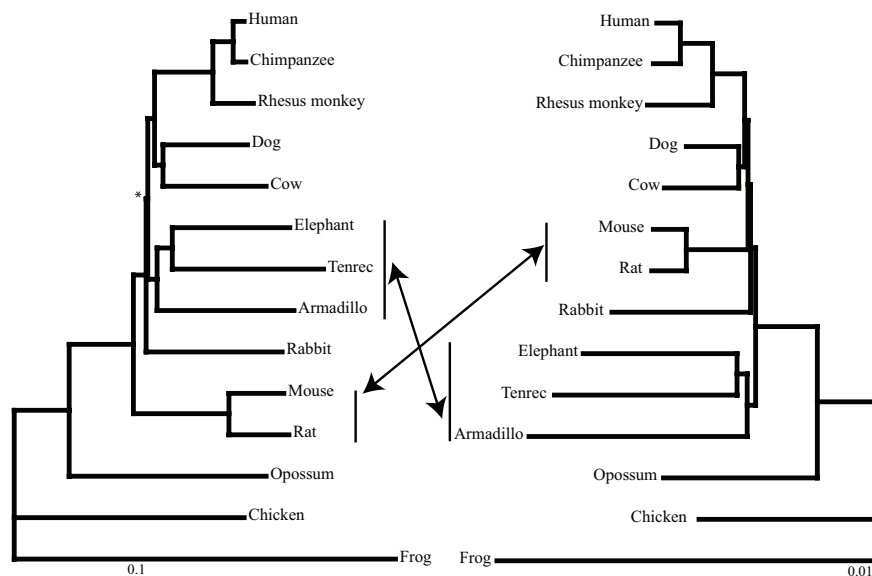 Human
Chimpanzee
Rhesus monkey
Dog
Cow
*
Elephant
Tenrec
Armadillo
Rabbit
Mouse
Rat
Opossum
Chicken
Frog
0.1
Human
Chimpanzee
Rhesus monkey
Dog
Cow
Mouse
Rat
Rabbit
Elephant
Tenrec
Armadillo
Opossum
Chicken
Frog
0.01